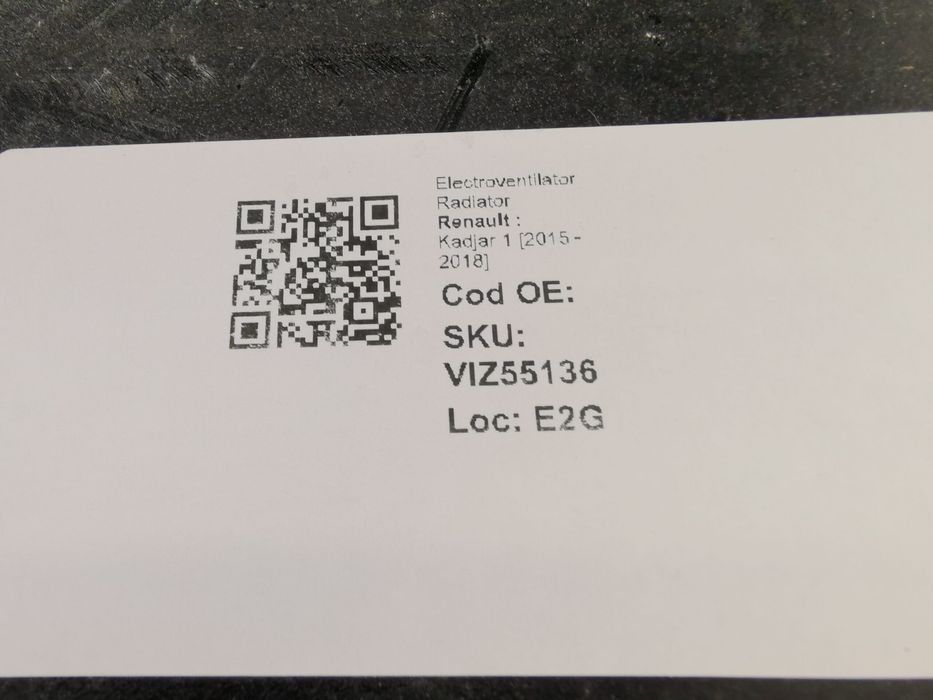 Electroventilator
Radiator
Renault :
Kadjar 1 [2015 -
2018]
Cod OE:
SKU:
VIZ55136
Loc: E2G